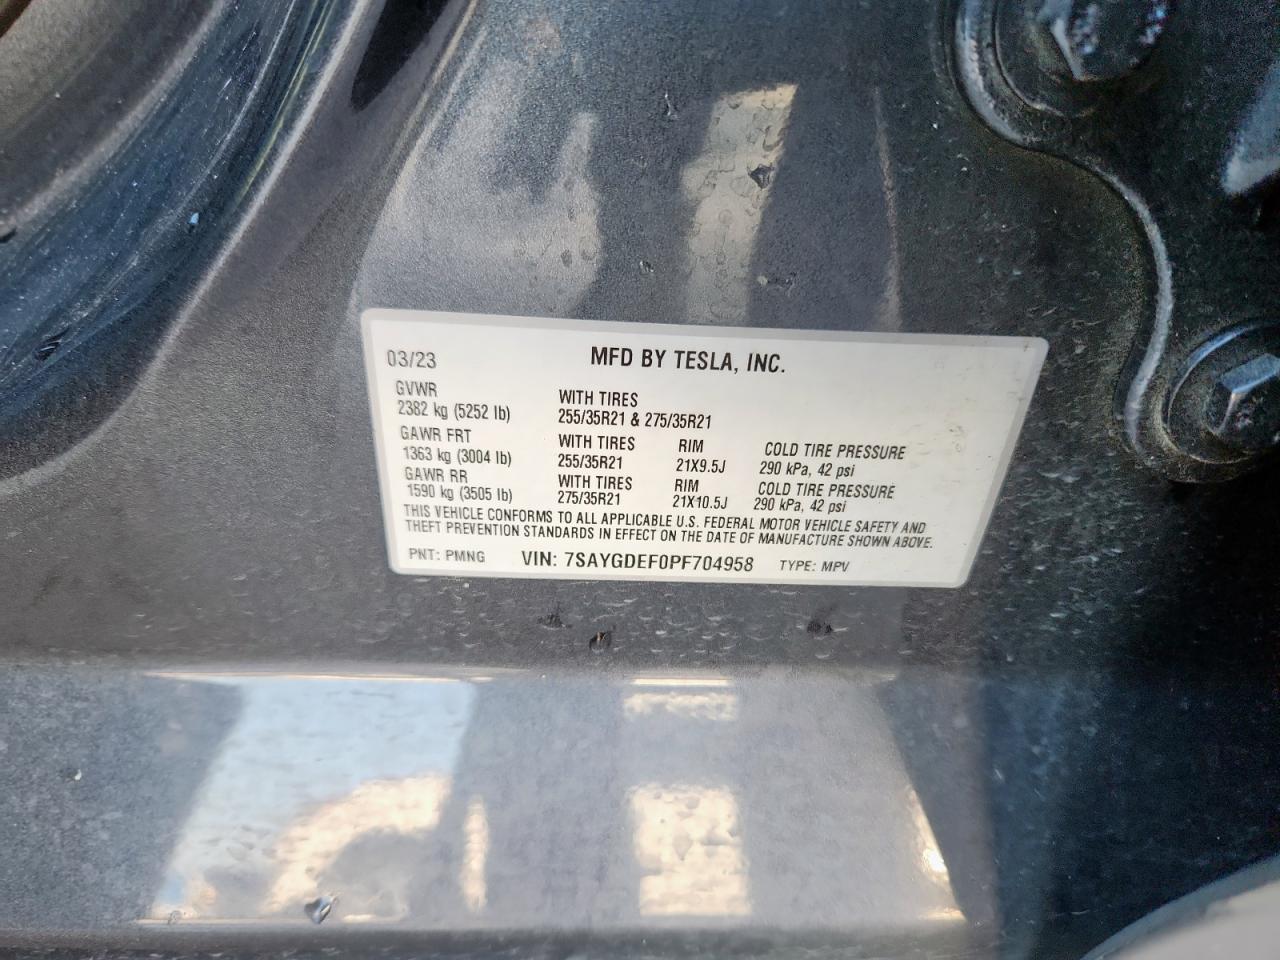 03/23 MFD BY TESLA, INC.
GVWR
2382 kg (5252 lb)
WITH TIRES
255/35R21 & 275/35R21
GAWR FRT
1363 kg (3004 lb)
WITH TIRES
255/35R21
RIM
21X9.5J
COLD TIRE PRESSURE
290 kPa, 42 psi
GAWR RR
1590 kg (3505 lb)
WITH TIRES
275/35R21
RIM
21X10.5J
COLD TIRE PRESSURE
290 kPa, 42 psi
THIS VEHICLE CONFORMS TO ALL APPLICABLE U.S. FEDERAL MOTOR VEHICLE SAFETY AND
THEFT PREVENTION STANDARDS IN EFFECT ON THE DATE OF MANUFACTURE SHOWN ABOVE.
PNT: PMNG VIN: 7SAYGDEF0PF704958 TYPE: MPV